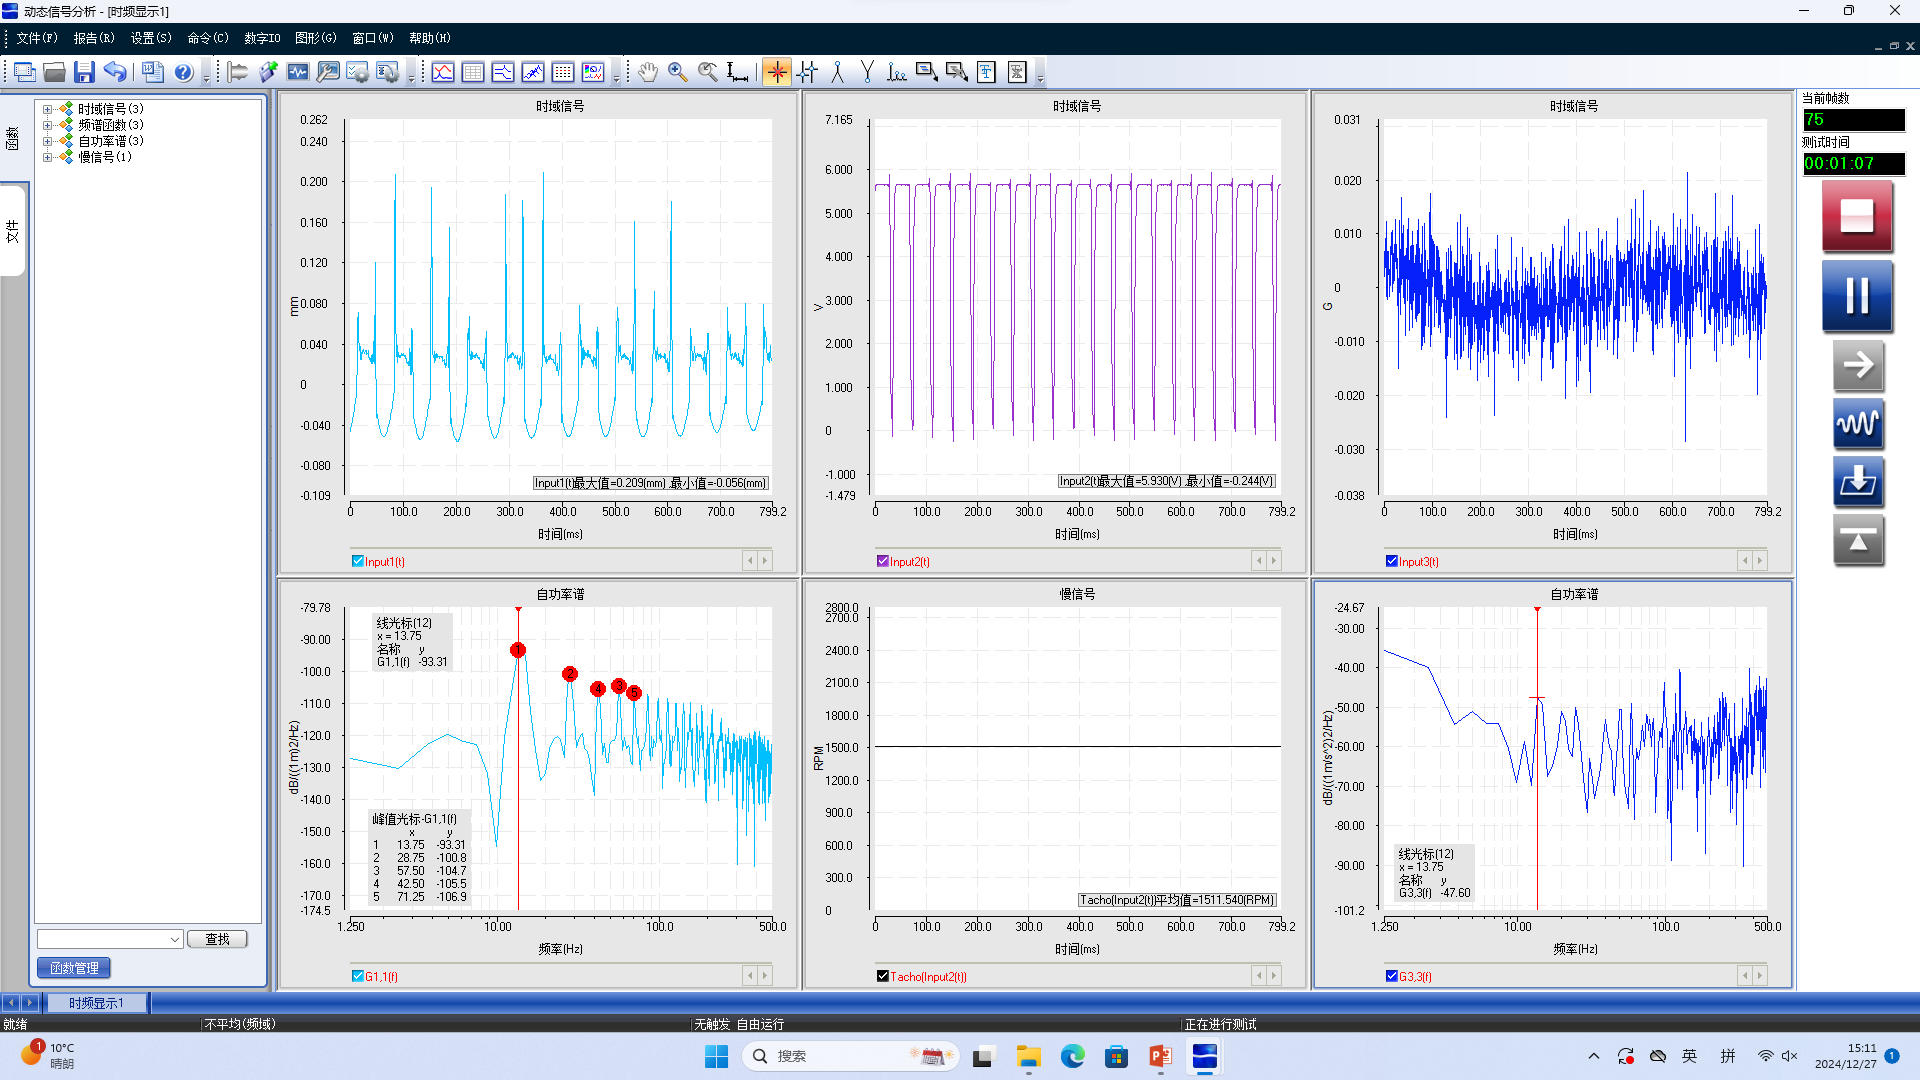 动态信号分析 - [时频显示1]
文件(F) 报告(R) 设置(S) 命令(C) 数字IO 图形(G) 窗口(W) 帮助(H)
函数
文件
时域信号(3)
频谱函数(3)
自功率谱(3)
慢信号(1)
查找
函数管理
时域信号
0.262
0.240
0.200
0.160
0.120
0.080
0.040
0
-0.040
-0.080
-0.109
mm
Input1(t)最大值=0.209(mm) ,最小值=-0.056(mm)
0 100.0 200.0 300.0 400.0 500.0 600.0 700.0 799.2
时间(ms)
Input1(t)
时域信号
7.165
6.000
5.000
4.000
3.000
2.000
1.000
0
-1.000
-1.479
V
Input2(t)最大值=5.930(V) ,最小值=-0.244(V)
0 100.0 200.0 300.0 400.0 500.0 600.0 700.0 799.2
时间(ms)
Input2(t)
时域信号
0.031
0.020
0.010
0
-0.010
-0.020
-0.030
-0.038
G
0 100.0 200.0 300.0 400.0 500.0 600.0 799.2
时间(ms)
Input3(t)
当前帧数
75
测试时间
00:01:07
自功率谱
-79.78
-90.00
-100.0
-110.0
-120.0
-130.0
-140.0
-150.0
-160.0
-170.0
-174.5
dB/((1m)2/Hz)
线光标(12)
x = 13.75
名称 y
G1,1(f) -93.31
1
2
4
3
5
峰值光标-G1,1(f)
x y
1 13.75 -93.31
2 28.75 -100.8
3 57.50 -104.7
4 42.50 -105.5
5 71.25 -106.9
1.250 10.00 100.0 500.0
频率(Hz)
G1,1(f)
慢信号
2800.0
2700.0
2400.0
2100.0
1800.0
1500.0
1200.0
900.0
600.0
300.0
0
RPM
Tacho(Input2(t))平均值=1511.540(RPM)
0 100.0 200.0 300.0 400.0 500.0 600.0 700.0 799.2
时间(ms)
Tacho(Input2(t))
自功率谱
-24.67
-30.00
-40.00
-50.00
-60.00
-70.00
-80.00
-90.00
-101.2
dB/((1m/s^2)2/Hz)
线光标(12)
x = 13.75
名称 y
G3,3(f) -47.60
1.250 10.00 100.0 500.0
频率(Hz)
G3,3(f)
时频显示1
就绪 不平均(频域) 无触发 自由运行 正在进行测试
1
10°C
晴朗
搜索
英 拼
15:11
2024/12/27
1